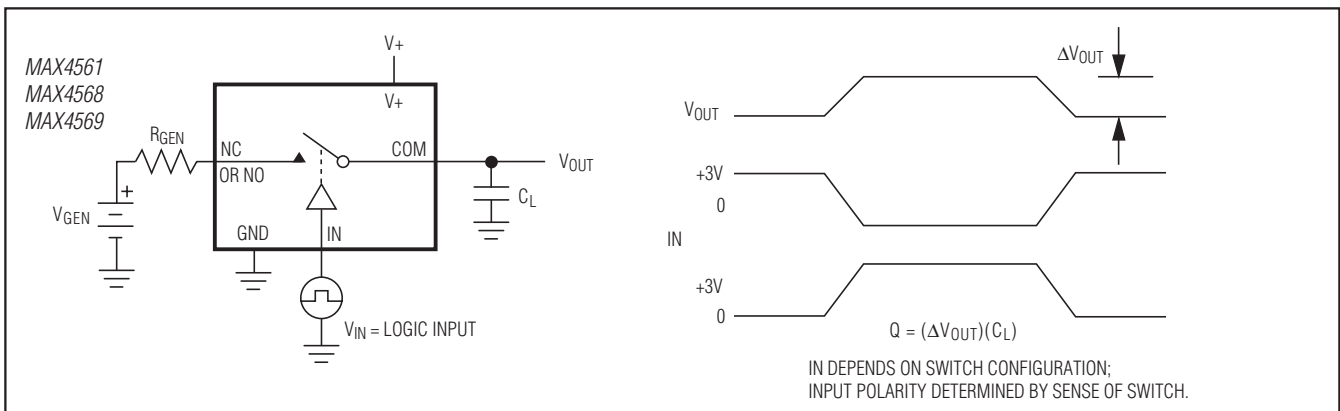 MAX4561
MAX4568
MAX4569
V+
V+
RGEN
NC
OR NO
COM
VOUT
CL
+
VGEN
GND
IN
VIN = LOGIC INPUT
ΔVOUT
VOUT
+3V
0
IN
+3V
0
Q = (ΔVOUT)(CL)
IN DEPENDS ON SWITCH CONFIGURATION;
INPUT POLARITY DETERMINED BY SENSE OF SWITCH.